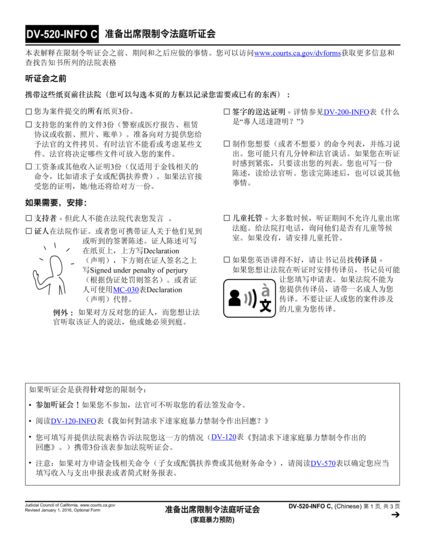 DV-520-INFO C 准备出席限制令法庭听证会
本表解释在限制令听证会之前、期间和之后应做的事情。您可以访问www.courts.ca.gov/dvforms获取更多信息和
查找告知书所列的法院表格
听证会之前
携带这些纸页前往法院（您可以勾选本页的方框以记录您需要或已有的东西）：
您为案件提交的所有纸页3份。
支持您的案件的文件3份（警察或医疗报告、租赁
协议或收据、照片、账单）。准备向对方提供您给
予法官的文件拷贝、有时法官不能看或考虑某些文
件。法官将决定哪些文件可放入您的案件。
工资条或其他收入证明3份（仅适用于金钱相关的
命令，比如请求子女或配偶扶养费）。如果法官接
受您的证明，她/他还将给对方一份。
签字的送达证明。详情参见DV-200-INFO表《什么
是“專人送達證明？”》
制作您想要（或者不想要）的命令列表，并练习说
出。您可能只有几分钟和法官谈话。如果您在听证
时感到紧张，只要读出您的列表。您也可写一份
陈述，读给法官听。您读完陈述后，也可以说其他
事情。
如果需要，安排：
支持者。但此人不能在法院代表您发言 。
证人在法院作证。或者您可携带证人关于他们见到
或听到的签署陈述。证人陈述可写
在纸页上，上方写Declaration
（声明），下方则在证人签名之上
写Signed under penalty of perjury
（根据伪证处罚则签名）。或者证
人可使用MC-030表Declaration
（声明）代替。
例外：如果对方反对您的证人，而您想让法
官听取该证人的说法，他或她必须到庭。
儿童托管。大多数时候，听证期间不允许儿童出席
法庭。给法院打电话，询问他们是否有儿童等候
室。如果没有，请安排儿童托管。
如果您英语讲得不好，请让书记员找传译员。
如果您想让法院在听证时安排传译员，书记员可能
让您填写申请表。如果法院不能为
您提供传译员，请带一名成人为您
传译。不要让证人或您的案件涉及
的儿童为您传译。
à
文
如果听证会是获得针对您的限制令：
• 参加听证会！如果您不参加，法官可不听取您的看法签发命令。
• 阅读DV-120-INFO表《我如何對請求下達家庭暴力禁制令作出回應？》
• 您可填写并提供法院表格告诉法院您这一方的情况（DV-120表《對請求下達家庭暴力禁制令作出的
回應》。）携带3份该表参加法院听证会。
• 注意：如果对方申请金钱相关命令（子女或配偶扶养费或其他财务命令），请阅读DV-570表以确定您应当
填写收入与支出申报表或者简式财务报表。
Judicial Council of California, www.courts.ca.gov
Revised January 1, 2016, Optional Form
准备出席限制令法庭听证会
(家庭暴力预防)
DV-520-INFO C, (Chinese) 第 1 页, 共 3 页